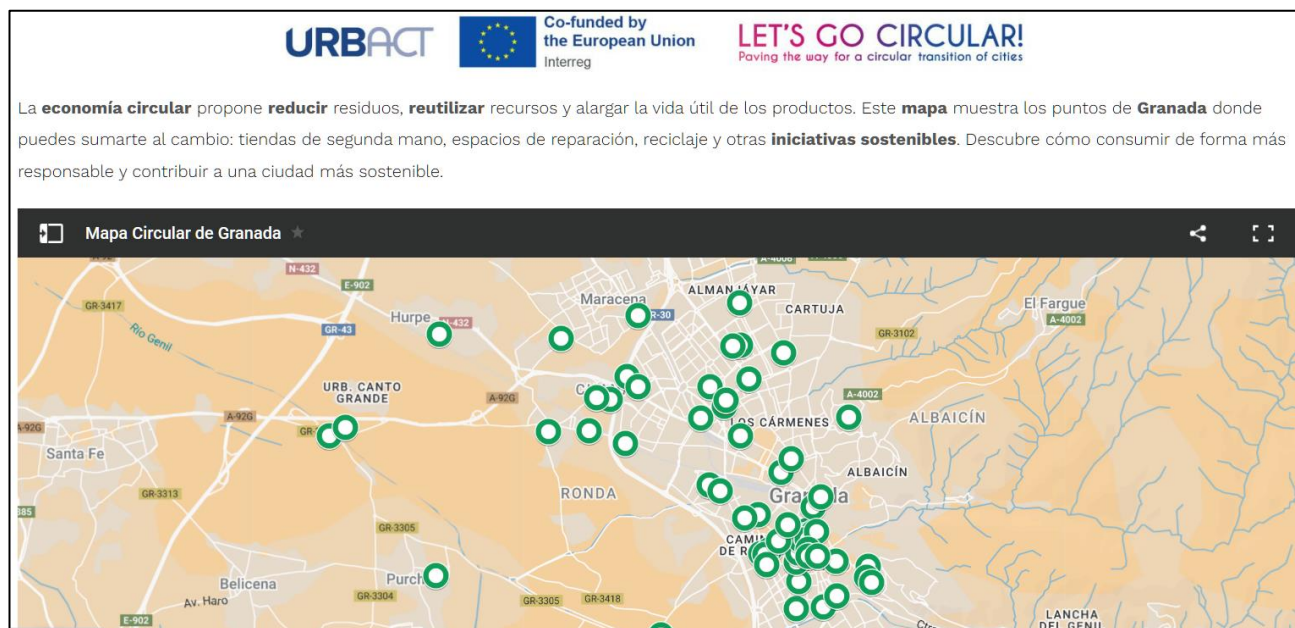 URBACT
Co-funded by
the European Union
Interreg
LET'S GO CIRCULAR!
Paving the way for a circular transition of cities
La economía circular propone reducir residuos, reutilizar recursos y alargar la vida útil de los productos. Este mapa muestra los puntos de Granada donde
puedes sumarte al cambio: tiendas de segunda mano, espacios de reparación, reciclaje y otras iniciativas sostenibles. Descubre cómo consumir de forma más
responsable y contribuir a una ciudad más sostenible.
Mapa Circular de Granada
N-432
A-4006
E-902
ALMANJÁYAR
Maracena
CARTUJA
El Fargue
A-4002
GR-3417
Hurpe
N-432
R-30
GR-43
GR-3102
Río Genil
URB. CANTO
GRANDE
A-92G
A-4002
A-92G
A-92G
LOS CÁRMENES
ALBAICÍN
Santa Fe
ALBAICÍN
GR-3313
RONDA
Granada
385
GR-3305
Belicena
Purch
Av. Haro
GR-3304
GR-3305
GR-3418
E-902
LANCHA
DEL GENIL